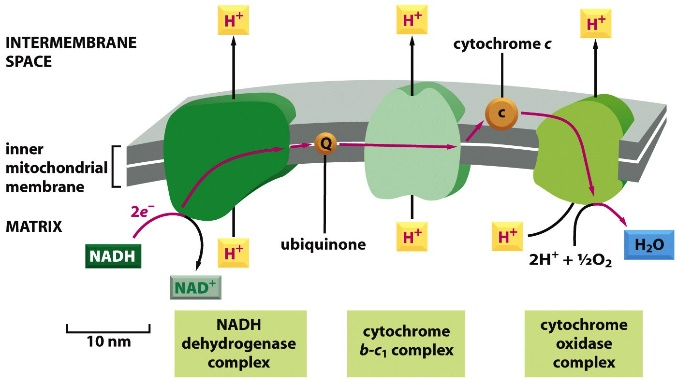 H⁺
H⁺
H⁺
INTERMEMBRANE
SPACE
cytochrome c
c
inner
mitochondrial
membrane
Q
MATRIX
2e⁻
NADH
NAD⁺
H⁺
ubiquinone
H⁺
H⁺
2H⁺ + ½O₂
H₂O
10 nm
NADH
dehydrogenase
complex
cytochrome
b-c₁ complex
cytochrome
oxidase
complex